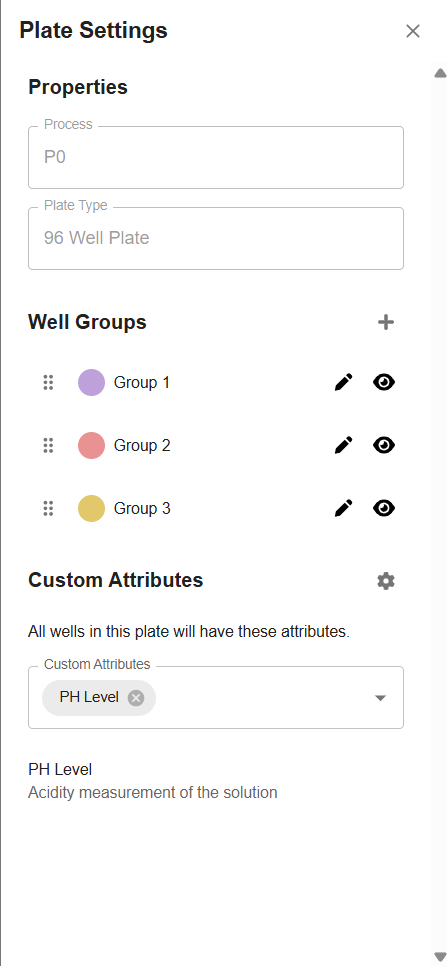 Plate Settings
Properties
Process
P0
Plate Type
96 Well Plate
Well Groups
Group 1
Group 2
Group 3
Custom Attributes
All wells in this plate will have these attributes.
Custom Attributes
PH Level
PH Level
Acidity measurement of the solution